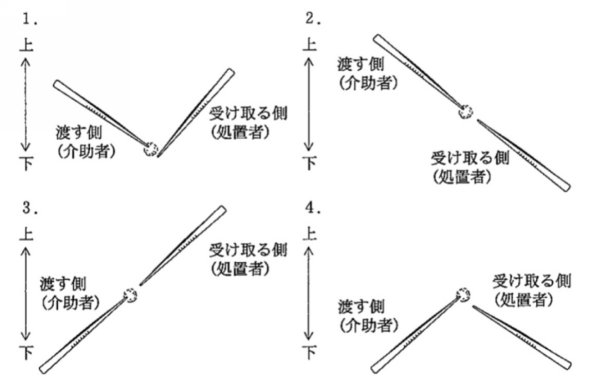 1.
上
渡す側
(介助者)
受け取る側
(処置者)
下
2.
上
渡す側
(介助者)
受け取る側
(処置者)
下
3.
上
受け取る側
(処置者)
渡す側
(介助者)
下
4.
上
受け取る側
(処置者)
渡す側
(介助者)
下